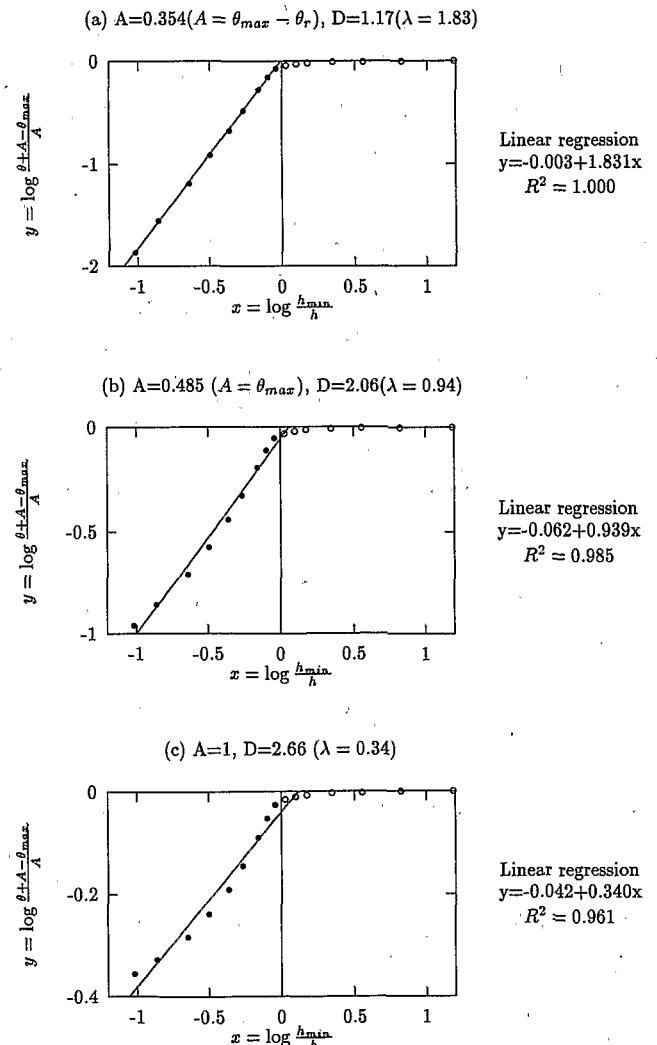 (a) A=0.354(A = θmax − θr), D=1.17(λ = 1.83)
0
-1
-2
y = log (θ+A−θmax)/A
-1 -0.5 0 0.5 1
x = log hmin/h
Linear regression
y=-0.003+1.831x
R² = 1.000
(b) A=0.485 (A = θmax), D=2.06(λ = 0.94)
0
-0.5
-1
y = log (θ+A−θmax)/A
-1 -0.5 0 0.5 1
x = log hmin/h
Linear regression
y=-0.062+0.939x
R² = 0.985
(c) A=1, D=2.66 (λ = 0.34)
0
-0.2
-0.4
y = log (θ+A−θmax)/A
-1 -0.5 0 0.5 1
x = log hmin/h
Linear regression
y=-0.042+0.340x
R² = 0.961